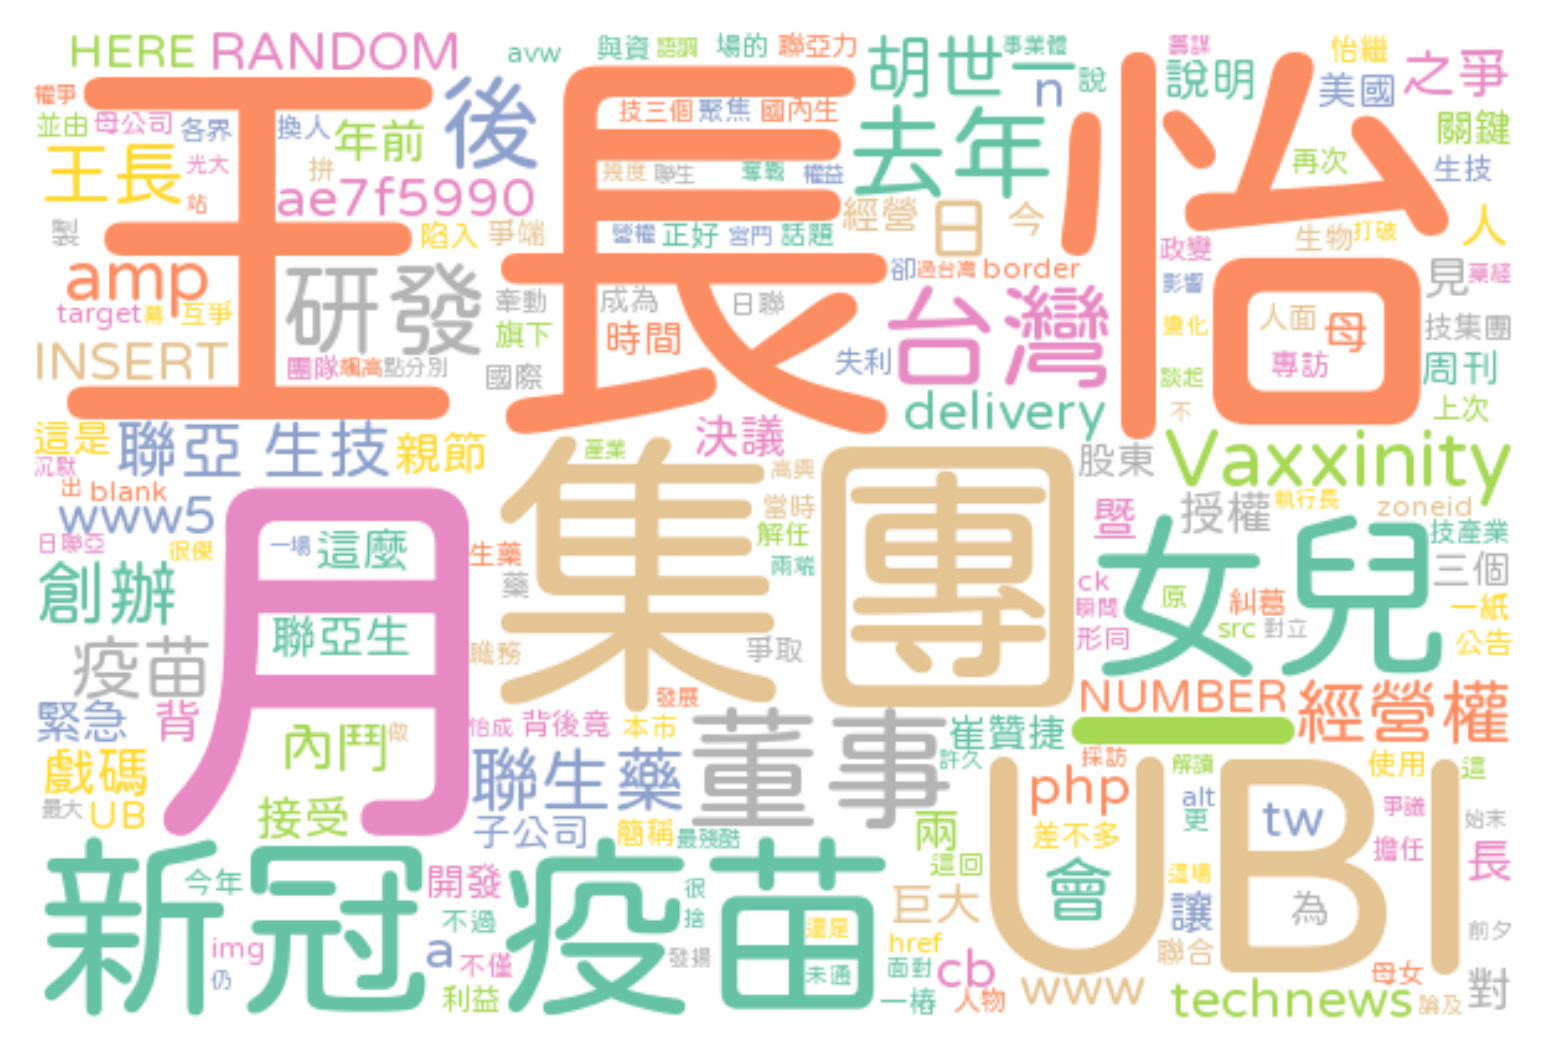 HERE RANDOM avw 與資 語調 場的 聯亞力 胡世一 事業體 籌謀 怡繼 之爭
權爭 王長怡 後 n 說 說明 美國
並由 母公司 各界 換人 年前 技三個 聚焦 國內生 去年 關鍵
王長 光大 拚 幾度 聯生 奪戰 權益 再次 生技
站 ae7f5990 經營 日 今
製 陷入 爭端 營權 正好 宮鬥 話題 政變 生物 打破 人
amp 研發 卻 過台灣 border 影響 見 藥經
target 幕 互爭 牽動 成為 日聯 台灣 變化 人面 母 技集團
INSERT 旗下 時間 專訪
團隊 飆高 點分別 國際 失利 談起 周刊
delivery 不 上次
這是 聯亞 生技 親節 產業 決議 股東 Vaxxinity
沉默 集團 高興
出 blank 月 當時 暨 授權 執行長 zoneid
www5 解任 女兒 技產業
日聯亞 很傑 一場 這麼 生藥 兩端 三個
創辦 藥 ck 原 糾葛 一紙
聯亞生 瞬間 src 對立
疫苗 職務 爭取 形同 公告
發展 NUMBER 經營權
緊急 背 內鬥 做 怡成 背後竟 本市 董事 崔贊捷 一
戲碼 聯生藥 許久 採訪 解讀 使用 這
最大 UB 接受 UBI php alt tw 爭議 始末
子公司 簡稱 最殘酷 兩 差不多 更 擔任 長
新冠疫苗 今年 開發 很 這回 會 這場
不過 捨 還是 巨大 讓 為
img a 不僅 發揚 href 聯合 前夕
仍 未通 面對 cb 母女 對
利益 一樁 人物 www technews 論及